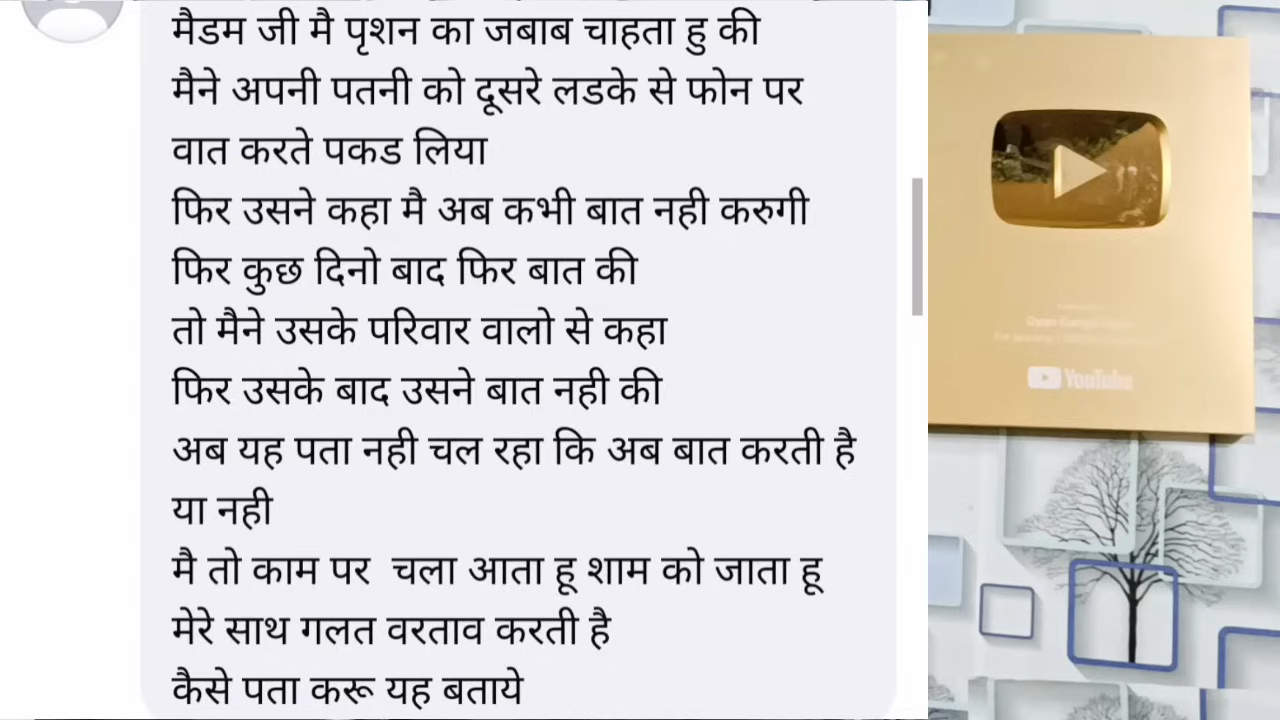 मैडम जी मै पृशन का जबाब चाहता हु की
मैने अपनी पतनी को दूसरे लडके से फोन पर
वात करते पकड लिया
फिर उसने कहा मै अब कभी बात नही करुगी
फिर कुछ दिनो बाद फिर बात की
तो मैने उसके परिवार वालो से कहा
फिर उसके बाद उसने बात नही की
अब यह पता नही चल रहा कि अब बात करती है
या नही
मै तो काम पर चला आता हू शाम को जाता हू
मेरे साथ गलत वरताव करती है
कैसे पता करू यह बताये
YouTube